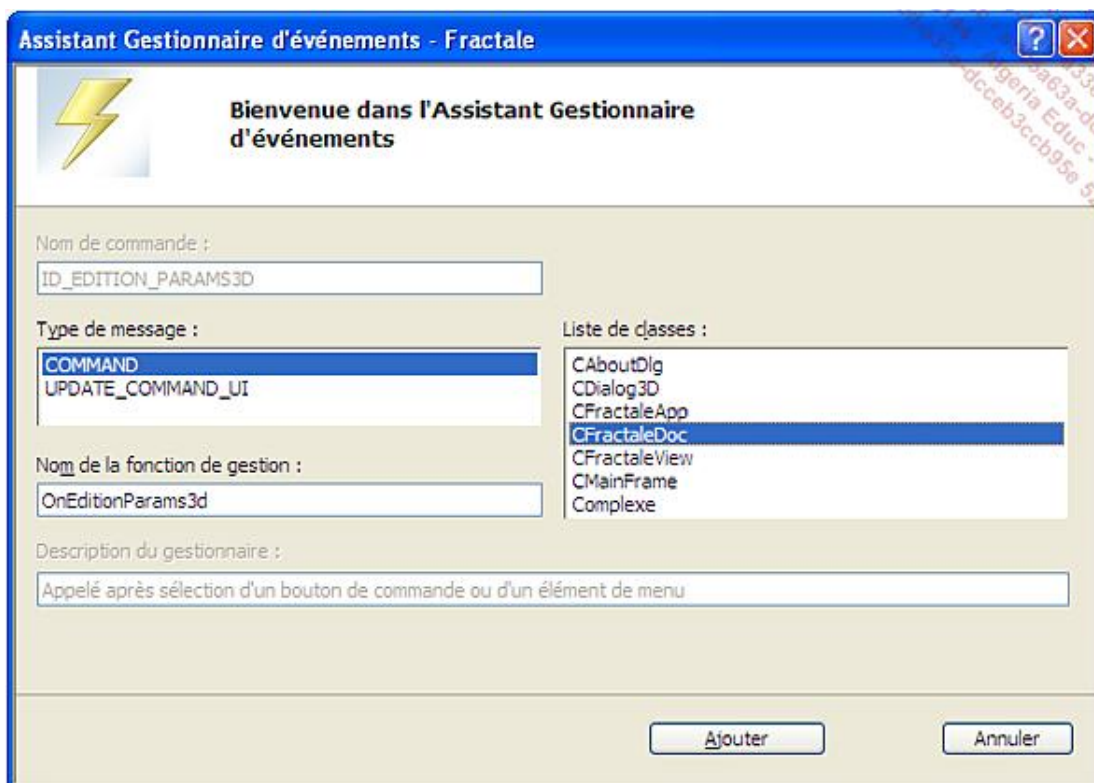 Assistant Gestionnaire d'événements - Fractale
Bienvenue dans l'Assistant Gestionnaire
d'événements
Nom de commande :
ID_EDITION_PARAMS3D
Type de message :
COMMAND
UPDATE_COMMAND_UI
Liste de classes :
CAboutDlg
CDialog3D
CFractaleApp
CFractaleDoc
CFractaleView
CMainFrame
Complexe
Nom de la fonction de gestion :
OnEditionParams3d
Description du gestionnaire :
Appelé après sélection d'un bouton de commande ou d'un élément de menu
Ajouter
Annuler
Algeria Educ -